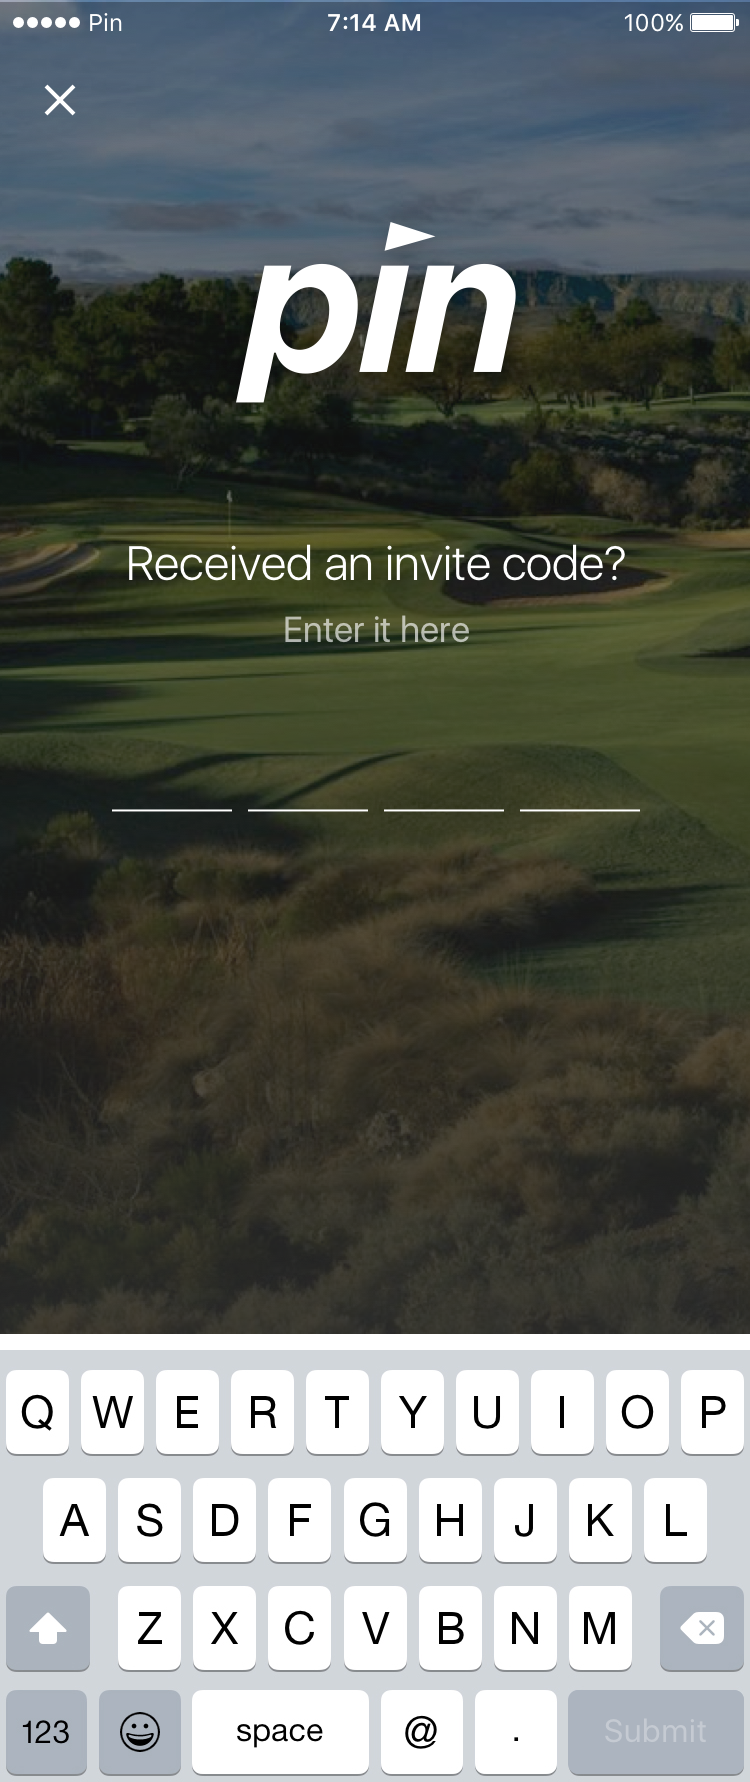 Pin 7:14 AM 100%
pin
Received an invite code?
Enter it here
Q W E R T Y U I O P
A S D F G H J K L
Z X C V B N M
123 space @ . Submit